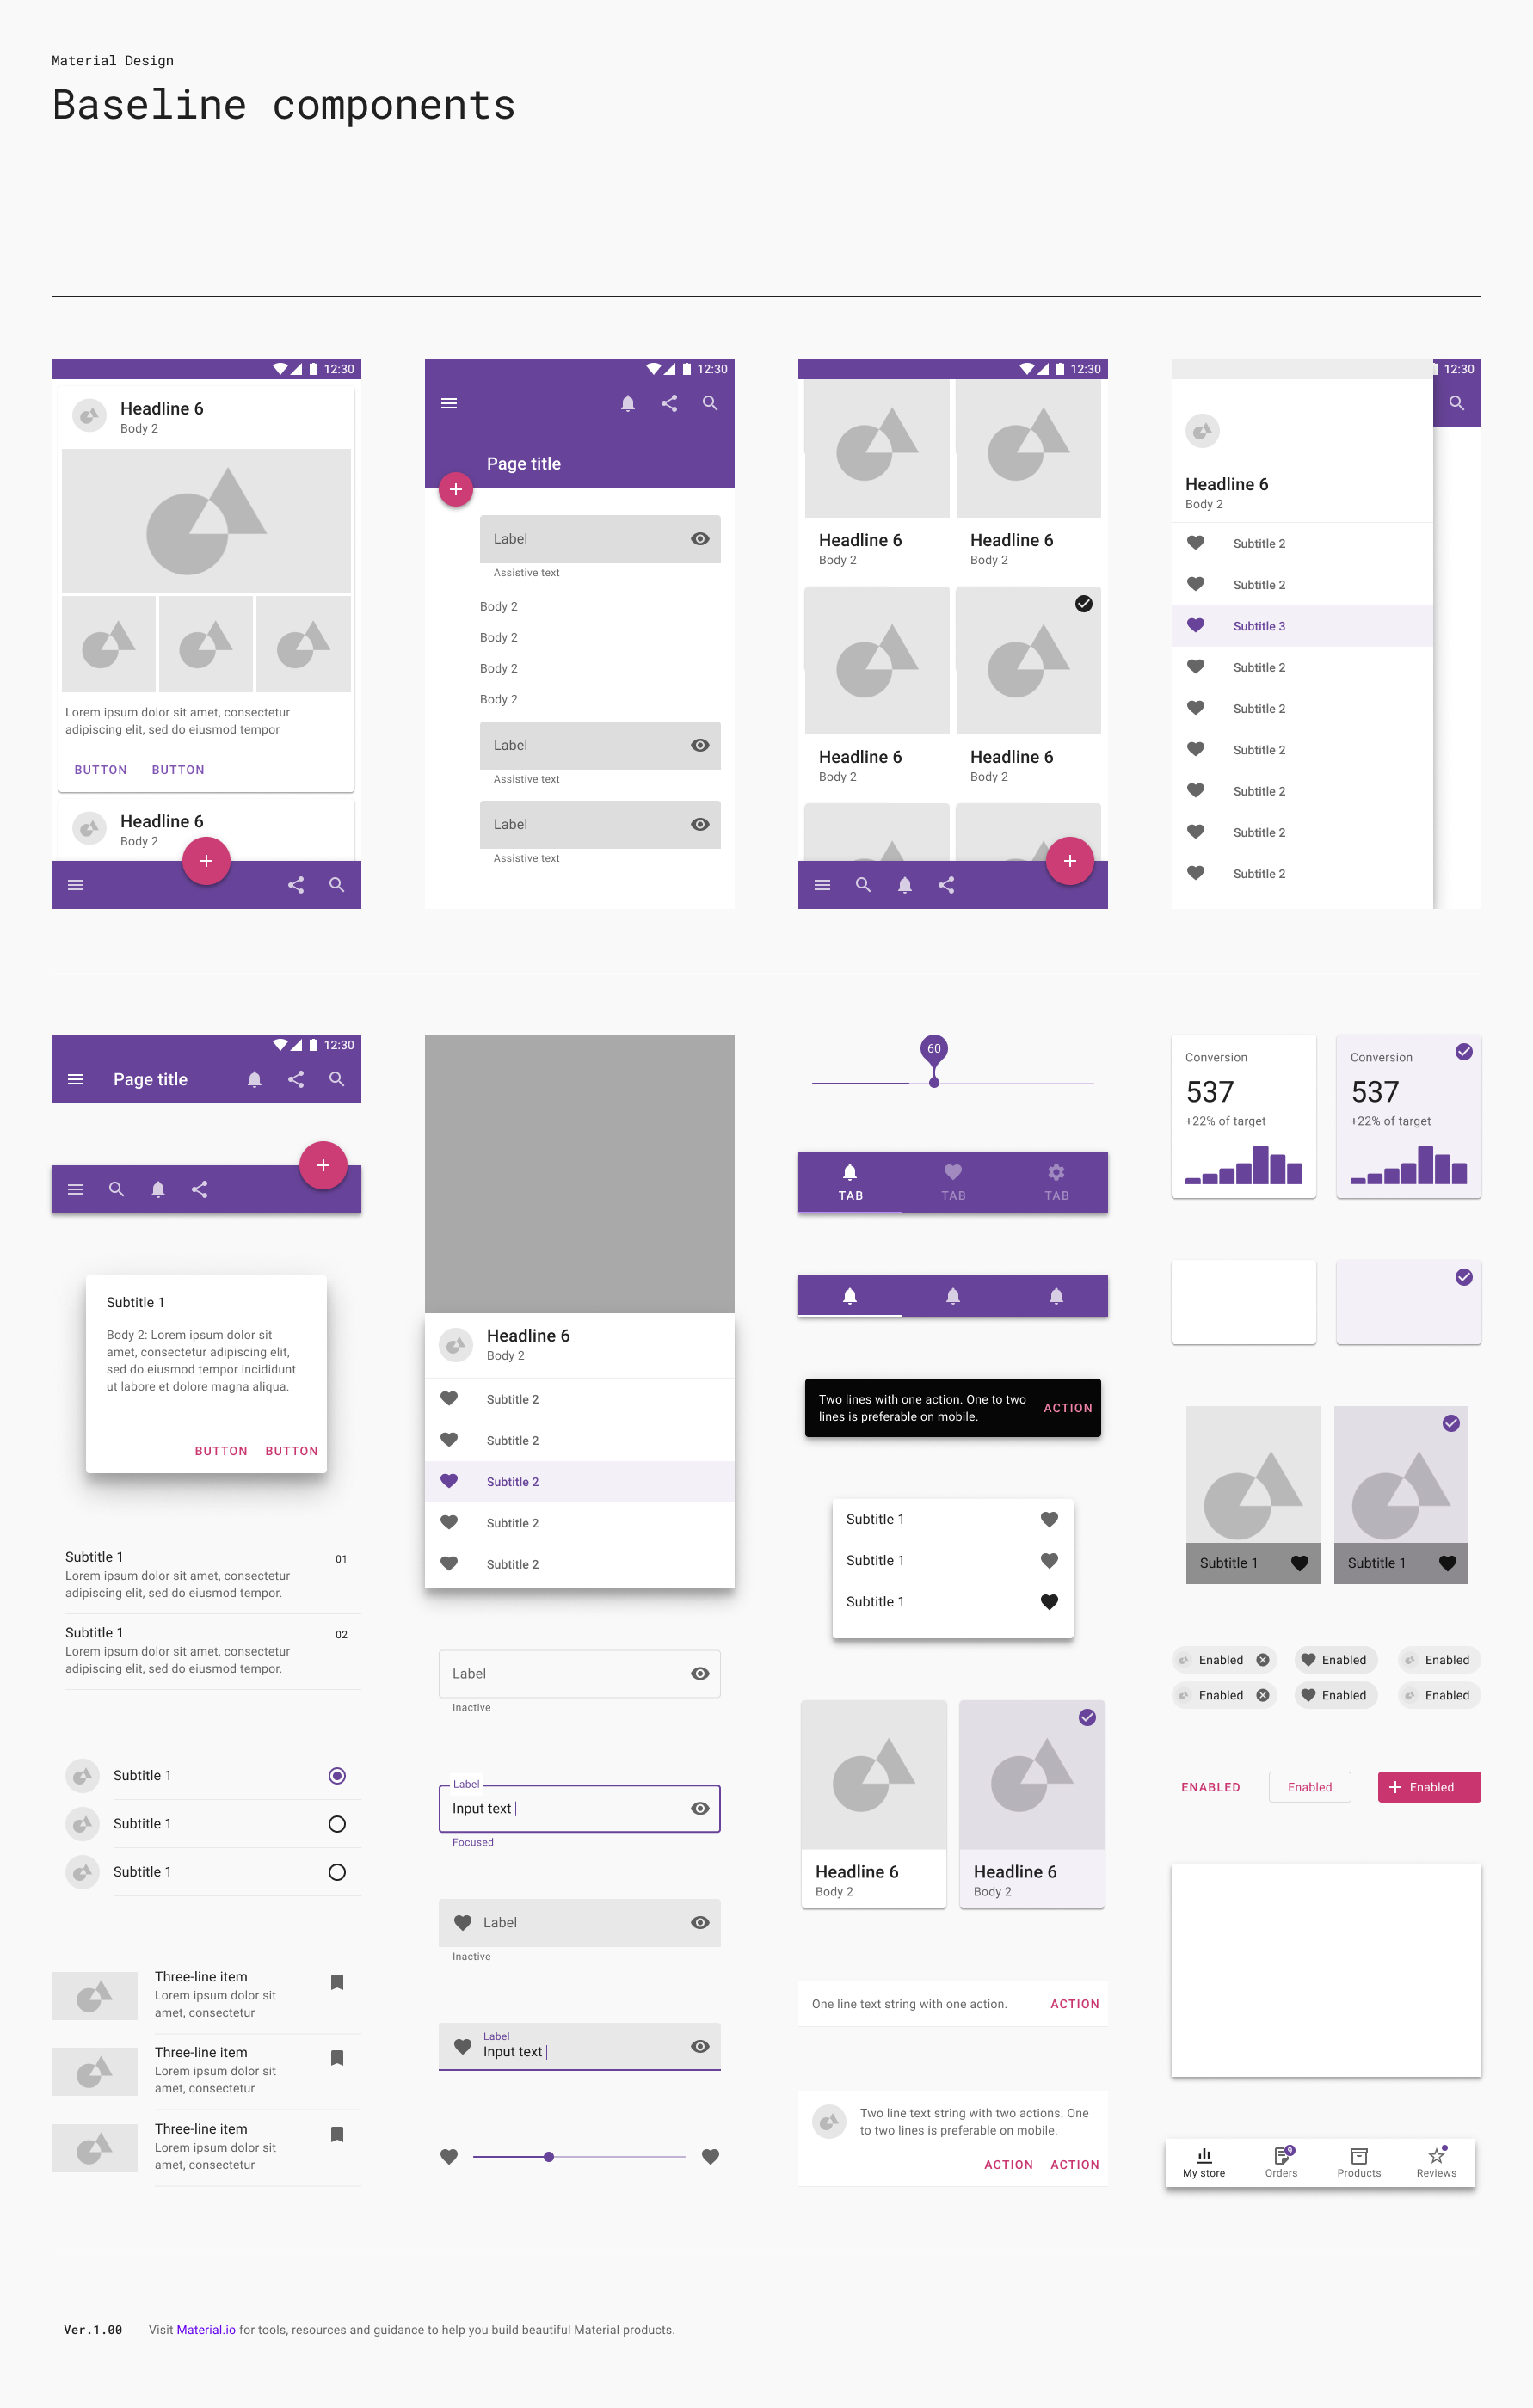 Material Design
Baseline components
12:30
Headline 6
Body 2
Lorem ipsum dolor sit amet, consectetur
adipiscing elit, sed do eiusmod tempor
BUTTON BUTTON
Headline 6
Body 2
12:30
Page title
Label
Assistive text
Body 2
Body 2
Body 2
Body 2
Label
Assistive text
Label
Assistive text
12:30
Headline 6 Headline 6
Body 2 Body 2
Headline 6 Headline 6
Body 2 Body 2
12:30
Headline 6
Body 2
Subtitle 2
Subtitle 2
Subtitle 3
Subtitle 2
Subtitle 2
Subtitle 2
Subtitle 2
Subtitle 2
Subtitle 2
12:30
Page title
Subtitle 1
Body 2: Lorem ipsum dolor sit
amet, consectetur adipiscing elit,
sed do eiusmod tempor incididunt
ut labore et dolore magna aliqua.
BUTTON BUTTON
Subtitle 1 01
Lorem ipsum dolor sit amet, consectetur
adipiscing elit, sed do eiusmod tempor.
Subtitle 1 02
Lorem ipsum dolor sit amet, consectetur
adipiscing elit, sed do eiusmod tempor.
Subtitle 1
Subtitle 1
Subtitle 1
Three-line item
Lorem ipsum dolor sit
amet, consectetur
Three-line item
Lorem ipsum dolor sit
amet, consectetur
Three-line item
Lorem ipsum dolor sit
amet, consectetur
Headline 6
Body 2
Subtitle 2
Subtitle 2
Subtitle 2
Subtitle 2
Subtitle 2
Label
Inactive
Label
Input text
Focused
Label
Inactive
Label
Input text
60
TAB TAB TAB
Two lines with one action. One to two
lines is preferable on mobile.
ACTION
Subtitle 1
Subtitle 1
Subtitle 1
Headline 6 Headline 6
Body 2 Body 2
One line text string with one action. ACTION
Two line text string with two actions. One
to two lines is preferable on mobile.
ACTION ACTION
Conversion Conversion
537 537
+22% of target +22% of target
Subtitle 1 Subtitle 1
Enabled Enabled Enabled
Enabled Enabled Enabled
ENABLED Enabled Enabled
9
My store Orders Products Reviews
Ver.1.00 Visit Material.io for tools, resources and guidance to help you build beautiful Material products.